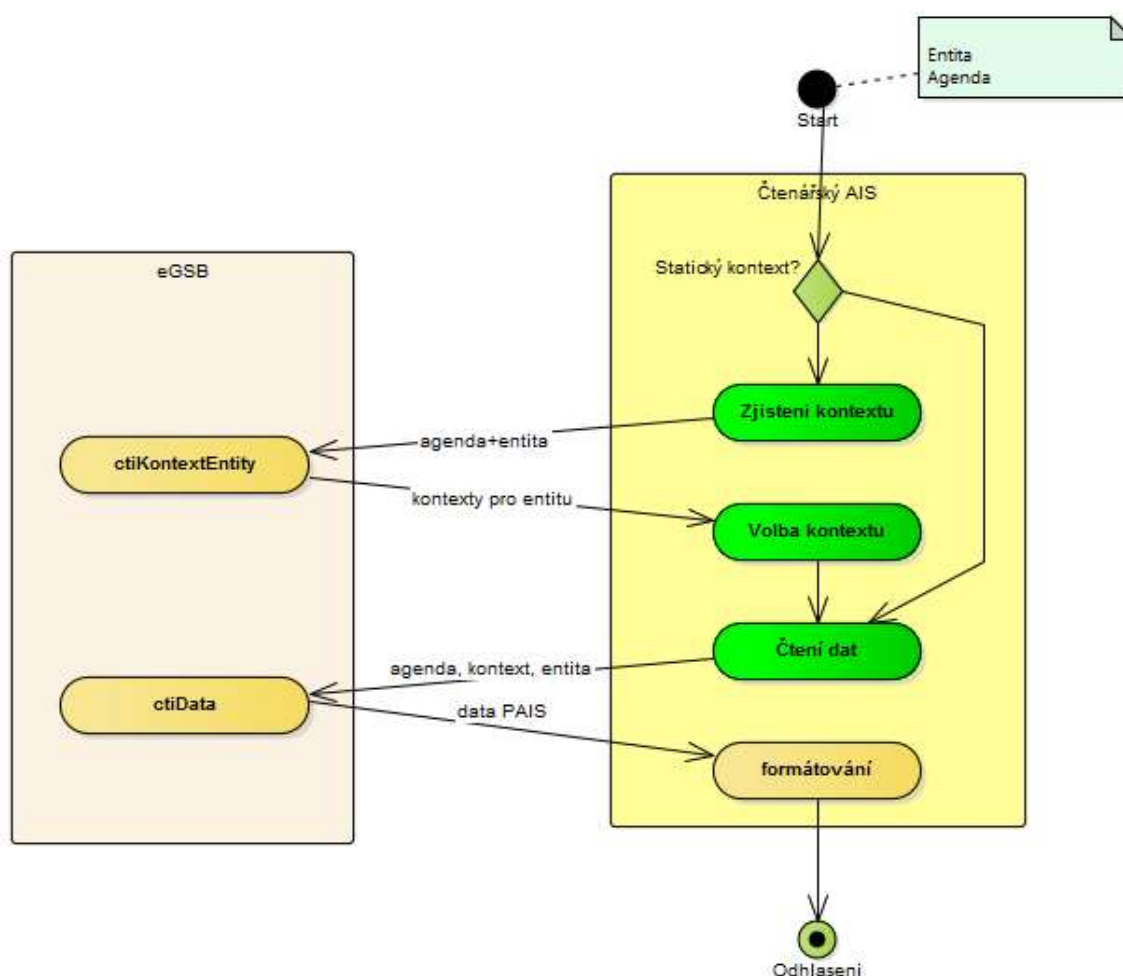 Entita
Agenda
Start
Čtenářský AIS
eGSB
Statický kontext?
Zjisteni kontextu
agenda+entita
ctiKontextEntity
kontexty pro entitu
Volba kontextu
Čtení dat
agenda, kontext, entita
ctiData
data PAIS
formátování
Odhlaseni